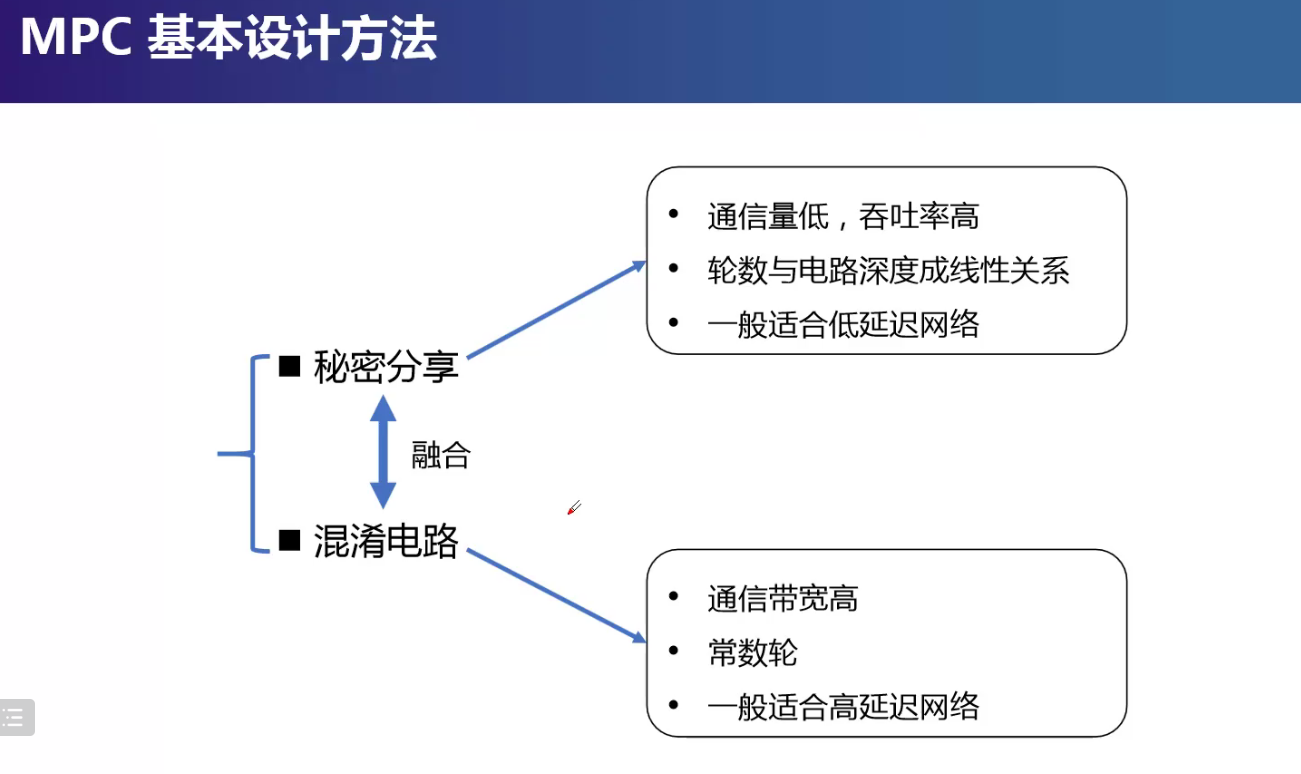 MPC 基本设计方法
• 通信量低，吞吐率高
• 轮数与电路深度成线性关系
• 一般适合低延迟网络
■ 秘密分享
融合
■ 混淆电路
• 通信带宽高
• 常数轮
• 一般适合高延迟网络